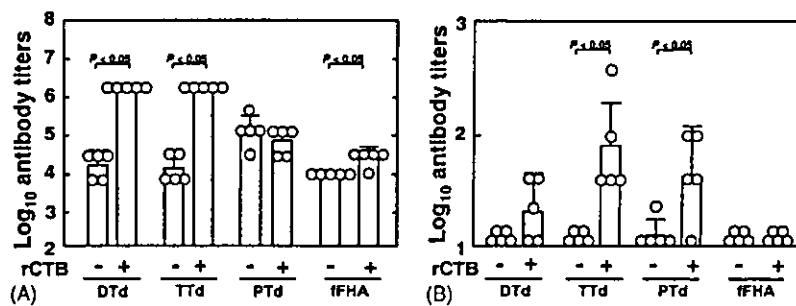 Log10 antibody titers
8
7
6
5
4
3
2
P < 0.05
P < 0.05
P < 0.05
rCTB
- + - + - + - +
(A)
DTd TTd PTd fFHA
Log10 antibody titers
3
2
1
P < 0.05
P < 0.05
rCTB
- + - + - + - +
(B)
DTd TTd PTd fFHA